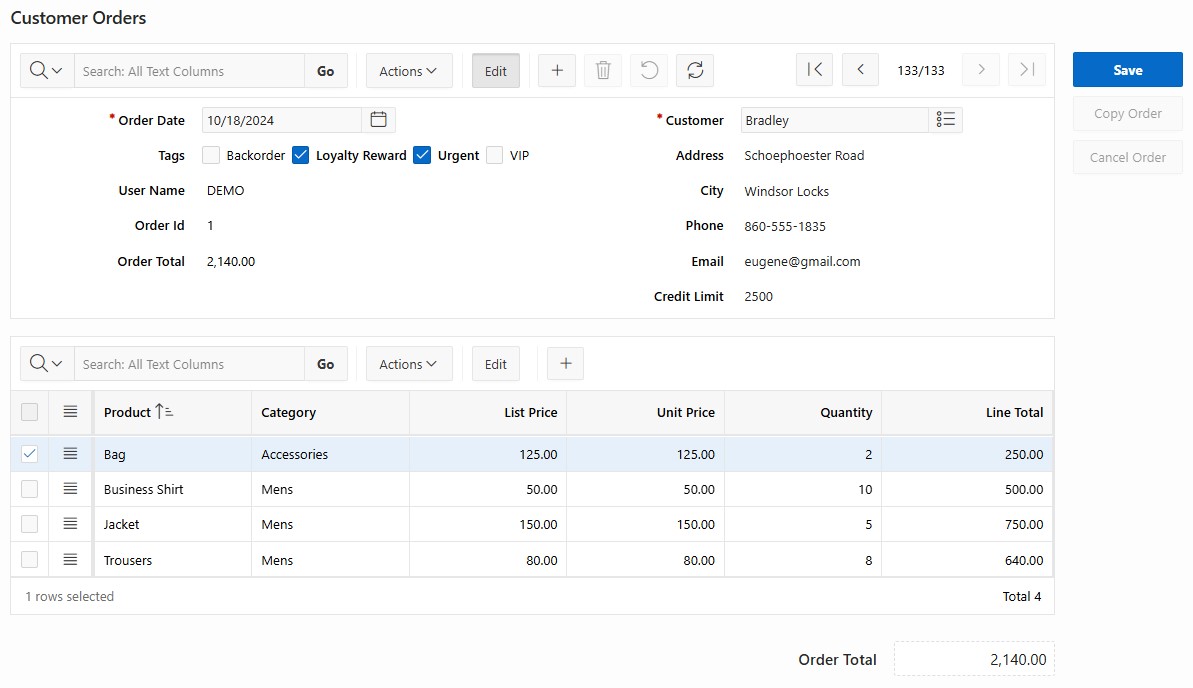 Customer Orders
Search: All Text Columns Go Actions Edit 133/133 Save
* Order Date 10/18/2024 * Customer Bradley Copy Order
Tags Backorder Loyalty Reward Urgent VIP Address Schoephoester Road Cancel Order
User Name DEMO City Windsor Locks
Order Id 1 Phone 860-555-1835
Order Total 2,140.00 Email eugene@gmail.com
Credit Limit 2500
Search: All Text Columns Go Actions Edit
Product Category List Price Unit Price Quantity Line Total
Bag Accessories 125.00 125.00 2 250.00
Business Shirt Mens 50.00 50.00 10 500.00
Jacket Mens 150.00 150.00 5 750.00
Trousers Mens 80.00 80.00 8 640.00
1 rows selected Total 4
Order Total 2,140.00